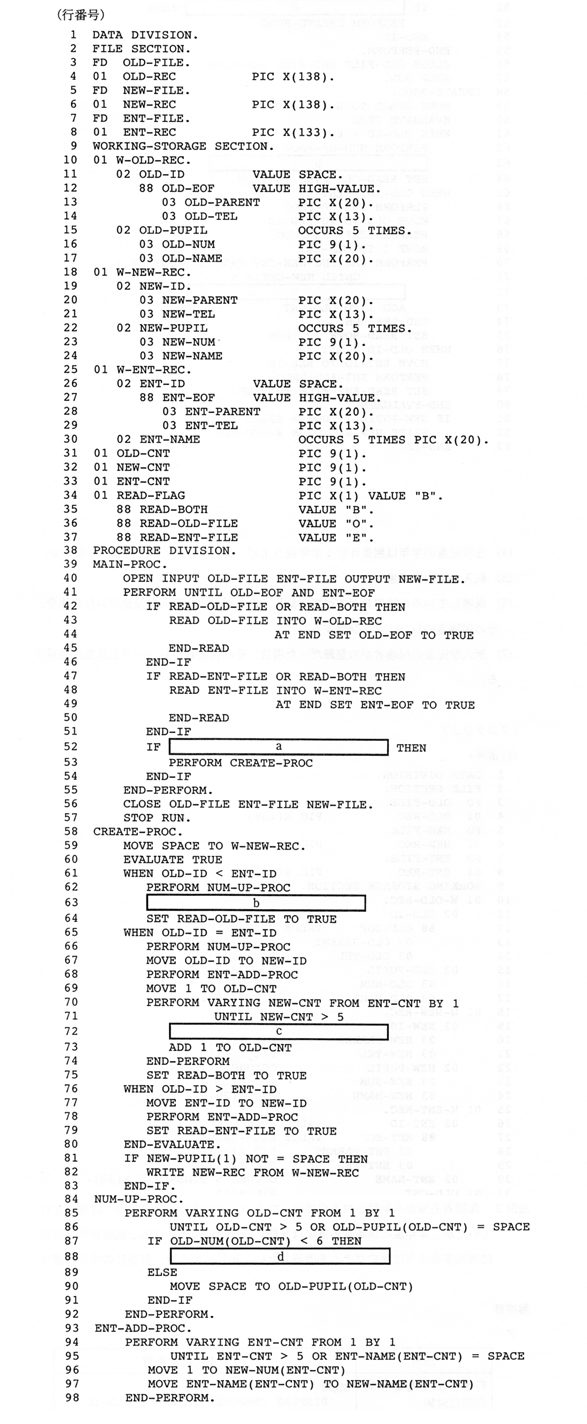 (行番号)
1 DATA DIVISION.
2 FILE SECTION.
3 FD OLD-FILE.
4 01 OLD-REC PIC X(138).
5 FD NEW-FILE.
6 01 NEW-REC PIC X(138).
7 FD ENT-FILE.
8 01 ENT-REC PIC X(133).
9 WORKING-STORAGE SECTION.
10 01 W-OLD-REC.
11 02 OLD-ID VALUE SPACE.
12 88 OLD-EOF VALUE HIGH-VALUE.
13 03 OLD-PARENT PIC X(20).
14 03 OLD-TEL PIC X(13).
15 02 OLD-PUPIL OCCURS 5 TIMES.
16 03 OLD-NUM PIC 9(1).
17 03 OLD-NAME PIC X(20).
18 01 W-NEW-REC.
19 02 NEW-ID.
20 03 NEW-PARENT PIC X(20).
21 03 NEW-TEL PIC X(13).
22 02 NEW-PUPIL OCCURS 5 TIMES.
23 03 NEW-NUM PIC 9(1).
24 03 NEW-NAME PIC X(20).
25 01 W-ENT-REC.
26 02 ENT-ID VALUE SPACE.
27 88 ENT-EOF VALUE HIGH-VALUE.
28 03 ENT-PARENT PIC X(20).
29 03 ENT-TEL PIC X(13).
30 02 ENT-NAME OCCURS 5 TIMES PIC X(20).
31 01 OLD-CNT PIC 9(1).
32 01 NEW-CNT PIC 9(1).
33 01 ENT-CNT PIC 9(1).
34 01 READ-FLAG PIC X(1) VALUE "B".
35 88 READ-BOTH VALUE "B".
36 88 READ-OLD-FILE VALUE "O".
37 88 READ-ENT-FILE VALUE "E".
38 PROCEDURE DIVISION.
39 MAIN-PROC.
40 OPEN INPUT OLD-FILE ENT-FILE OUTPUT NEW-FILE.
41 PERFORM UNTIL OLD-EOF AND ENT-EOF
42 IF READ-OLD-FILE OR READ-BOTH THEN
43 READ OLD-FILE INTO W-OLD-REC
44 AT END SET OLD-EOF TO TRUE
45 END-READ
46 END-IF
47 IF READ-ENT-FILE OR READ-BOTH THEN
48 READ ENT-FILE INTO W-ENT-REC
49 AT END SET ENT-EOF TO TRUE
50 END-READ
51 END-IF
52 IF a THEN
53 PERFORM CREATE-PROC
54 END-IF
55 END-PERFORM.
56 CLOSE OLD-FILE ENT-FILE NEW-FILE.
57 STOP RUN.
58 CREATE-PROC.
59 MOVE SPACE TO W-NEW-REC.
60 EVALUATE TRUE
61 WHEN OLD-ID < ENT-ID
62 PERFORM NUM-UP-PROC
63 b
64 SET READ-OLD-FILE TO TRUE
65 WHEN OLD-ID = ENT-ID
66 PERFORM NUM-UP-PROC
67 MOVE OLD-ID TO NEW-ID
68 PERFORM ENT-ADD-PROC
69 MOVE 1 TO OLD-CNT
70 PERFORM VARYING NEW-CNT FROM ENT-CNT BY 1
71 UNTIL NEW-CNT > 5
72 c
73 ADD 1 TO OLD-CNT
74 END-PERFORM
75 SET READ-BOTH TO TRUE
76 WHEN OLD-ID > ENT-ID
77 MOVE ENT-ID TO NEW-ID
78 PERFORM ENT-ADD-PROC
79 SET READ-ENT-FILE TO TRUE
80 END-EVALUATE.
81 IF NEW-PUPIL(1) NOT = SPACE THEN
82 WRITE NEW-REC FROM W-NEW-REC
83 END-IF.
84 NUM-UP-PROC.
85 PERFORM VARYING OLD-CNT FROM 1 BY 1
86 UNTIL OLD-CNT > 5 OR OLD-PUPIL(OLD-CNT) = SPACE
87 IF OLD-NUM(OLD-CNT) < 6 THEN
88 d
89 ELSE
90 MOVE SPACE TO OLD-PUPIL(OLD-CNT)
91 END-IF
92 END-PERFORM.
93 ENT-ADD-PROC.
94 PERFORM VARYING ENT-CNT FROM 1 BY 1
95 UNTIL ENT-CNT > 5 OR ENT-NAME(ENT-CNT) = SPACE
96 MOVE 1 TO NEW-NUM(ENT-CNT)
97 MOVE ENT-NAME(ENT-CNT) TO NEW-NAME(ENT-CNT)
98 END-PERFORM.